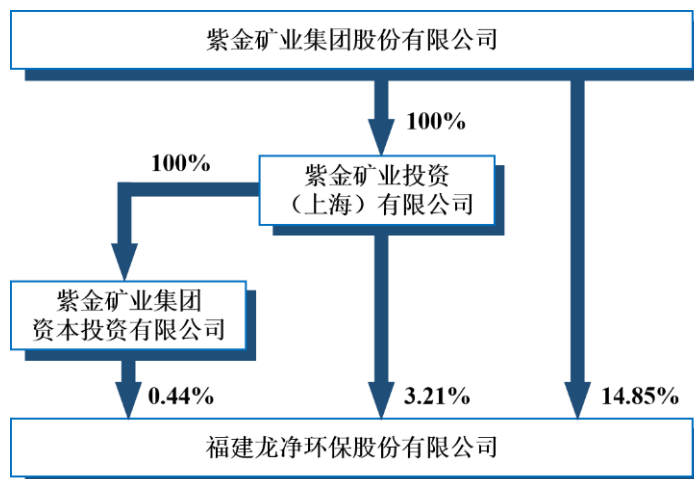 紫金矿业集团股份有限公司
100%
100%
紫金矿业投资
（上海）有限公司
紫金矿业集团
资本投资有限公司
0.44%
3.21%
14.85%
福建龙净环保股份有限公司